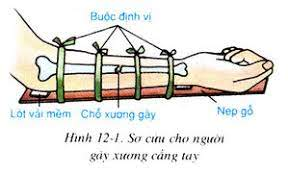 Buộc định vị
Lót vải mềm
Chỗ xương gãy
Nẹp gỗ
Hình 12-1. Sơ cứu cho người
gãy xương cẳng tay